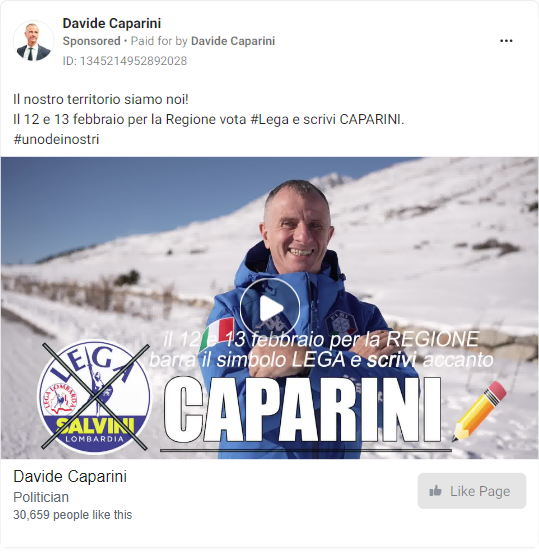 Davide Caparini
Sponsored • Paid for by Davide Caparini
ID: 1345214952892028
Il nostro territorio siamo noi!
Il 12 e 13 febbraio per la Regione vota #Lega e scrivi CAPARINI.
#unodeinostri
il 12 e 13 febbraio per la REGIONE
barra il simbolo LEGA e scrivi accanto
LEGA
LEGA LOMBARDA
SALVINI
LOMBARDIA
CAPARINI
Davide Caparini
Politician
30,659 people like this
Like Page